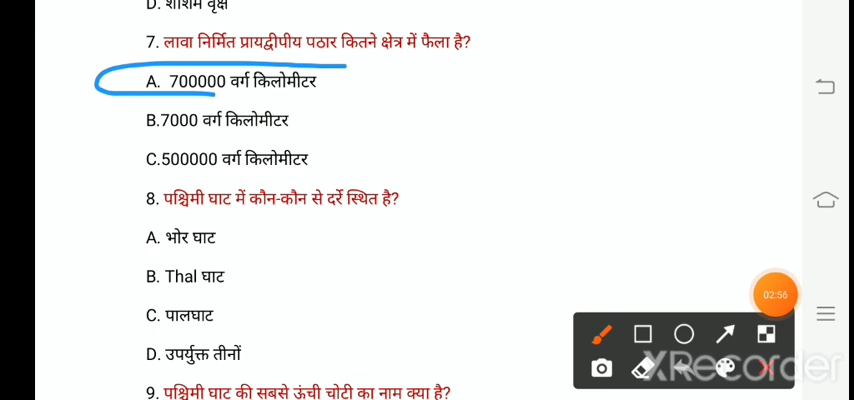 D. शीशम वृक्ष
7. लावा निर्मित प्रायद्वीपीय पठार कितने क्षेत्र में फैला है?
A. 700000 वर्ग किलोमीटर
B.7000 वर्ग किलोमीटर
C.500000 वर्ग किलोमीटर
8. पश्चिमी घाट में कौन-कौन से दर्रे स्थित है?
A. भोर घाट
B. Thal घाट
C. पालघाट
D. उपर्युक्त तीनों
9. पश्चिमी घाट की सबसे ऊंची चोटी का नाम क्या है?
02:56
XRecorder